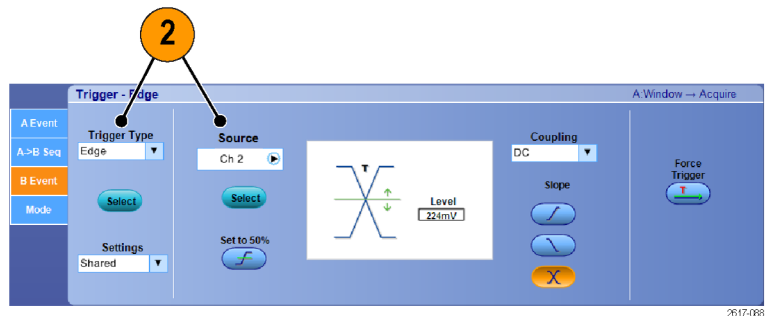 2
Trigger - Edge
A:Window → Acquire
A Event
A->B Seq
B Event
Mode
Trigger Type
Edge
Select
Settings
Shared
Source
Ch 2
Select
Set to 50%
T
Level
224mV
Coupling
DC
Slope
Force
Trigger
T
2617-088